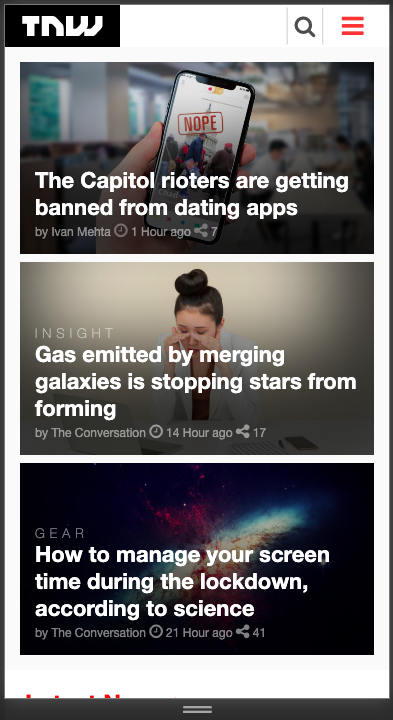 TNW
NOPE
The Capitol rioters are getting
banned from dating apps
by Ivan Mehta 1 Hour ago 7
INSIGHT
Gas emitted by merging
galaxies is stopping stars from
forming
by The Conversation 14 Hour ago 17
GEAR
How to manage your screen
time during the lockdown,
according to science
by The Conversation 21 Hour ago 41